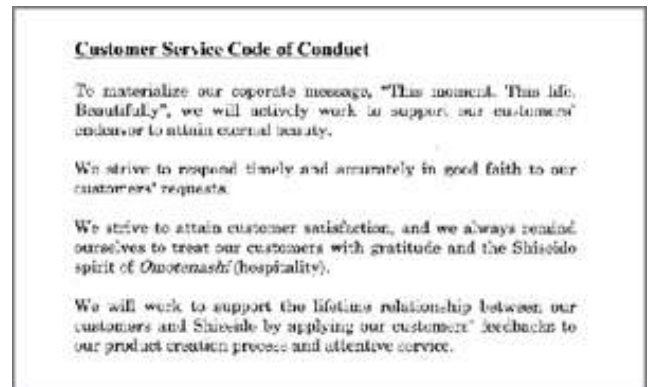 Customer Service Code of Conduct
To materialize our coporate message, "This moment. This life.
Beautifully", we will actively work to support our customers'
endeavor to attain eternal beauty.
We strive to respond timely and accurately in good faith to our
customers' requests.
We strive to attain customer satisfaction, and we always remind
ourselves to treat our customers with gratitude and the Shiseido
spirit of Omotenashi (hospitality).
We will work to support the lifetime relationship between our
customers and Shiseido by applying our customers' feedbacks to
our product creation process and attentive service.